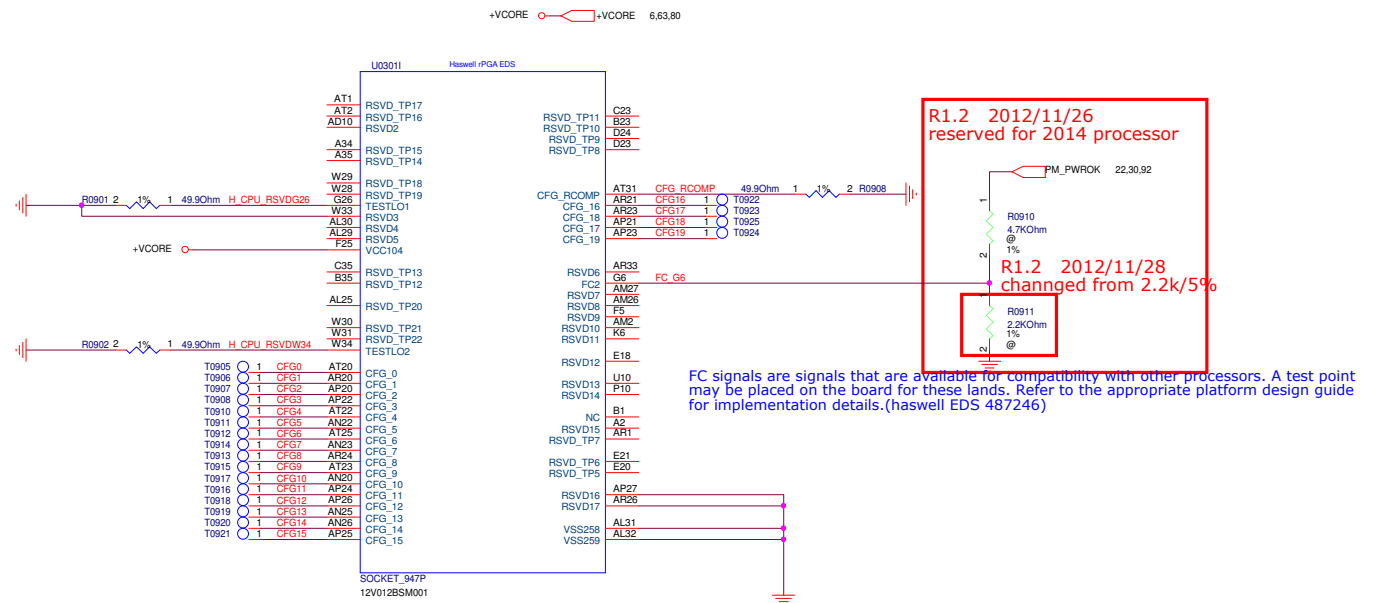 +VCORE +VCORE 6,63,80
U0301I Haswell rPGA EDS
AT1 RSVD_TP17
AT2 RSVD_TP16
AD10 RSVD2
A34 RSVD_TP15
A35 RSVD_TP14
W29 RSVD_TP18
W28 RSVD_TP19
R0901 2 1% 1 49.9Ohm H_CPU_RSVDG26 G26 TESTLO1
W33 RSVD3
AL30 RSVD4
AL29 RSVD5
+VCORE F25 VCC104
C35 RSVD_TP13
B35 RSVD_TP12
AL25 RSVD_TP20
W30 RSVD_TP21
W31 RSVD_TP22
R0902 2 1% 1 49.9Ohm H_CPU_RSVDW34 W34 TESTLO2
T0905 1 CFG0 AT20 CFG_0
T0906 1 CFG1 AR20 CFG_1
T0907 1 CFG2 AP20 CFG_2
T0908 1 CFG3 AP22 CFG_3
T0910 1 CFG4 AT22 CFG_4
T0911 1 CFG5 AN22 CFG_5
T0912 1 CFG6 AT25 CFG_6
T0914 1 CFG7 AN23 CFG_7
T0913 1 CFG8 AR24 CFG_8
T0915 1 CFG9 AT23 CFG_9
T0917 1 CFG10 AN20 CFG_10
T0916 1 CFG11 AP24 CFG_11
T0918 1 CFG12 AP26 CFG_12
T0919 1 CFG13 AN25 CFG_13
T0920 1 CFG14 AN26 CFG_14
T0921 1 CFG15 AP25 CFG_15
RSVD_TP11 C23
RSVD_TP10 B23
RSVD_TP9 D24
RSVD_TP8 D23
CFG_RCOMP AT31 CFG_RCOMP 49.9Ohm 1 1% 2 R0908
CFG_16 AR21 CFG16 1 T0922
CFG_18 AR23 CFG17 1 T0923
CFG_17 AP21 CFG18 1 T0925
CFG_19 AP23 CFG19 1 T0924
RSVD6 AR33
FC2 G6 FC_G6
RSVD7 AM27
RSVD8 AM26
RSVD9 F5
RSVD10 AM2
RSVD11 K6
RSVD12 E18
RSVD13 U10
RSVD14 P10
NC B1
RSVD15 A2
RSVD_TP7 AR1
RSVD_TP6 E21
RSVD_TP5 E20
RSVD16 AP27
RSVD17 AR26
VSS258 AL31
VSS259 AL32
SOCKET_947P
12V012BSM001
R1.2 2012/11/26
reserved for 2014 processor
PM_PWROK 22,30,92
1
R0910
4.7KOhm
@
1%
2
R1.2 2012/11/28
channged from 2.2k/5%
1
R0911
2.2KOhm
1%
@
2
FC signals are signals that are available for compatibility with other processors. A test point
may be placed on the board for these lands. Refer to the appropriate platform design guide
for implementation details.(haswell EDS 487246)